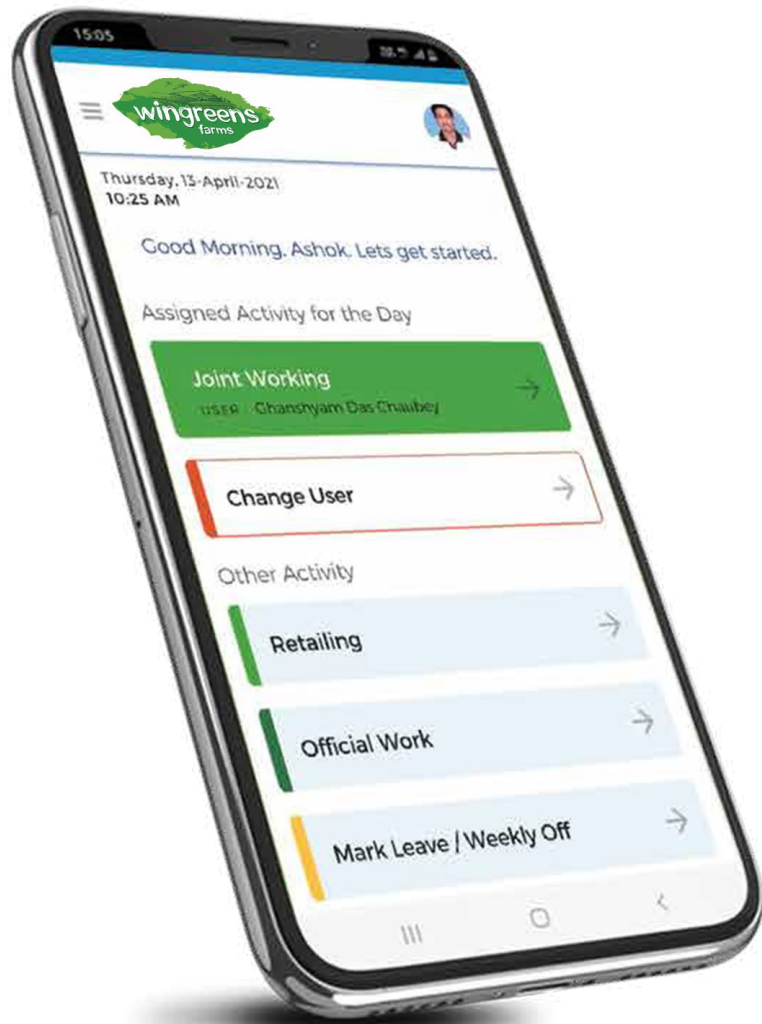 15:05
wingreens
farms
Thursday, 13-April-2021
10:25 AM
Good Morning, Ashok. Lets get started.
Assigned Activity for the Day
Joint Working
USER Ghanshyam Das Chaubey
Change User
Other Activity
Retailing
Official Work
Mark Leave / Weekly Off